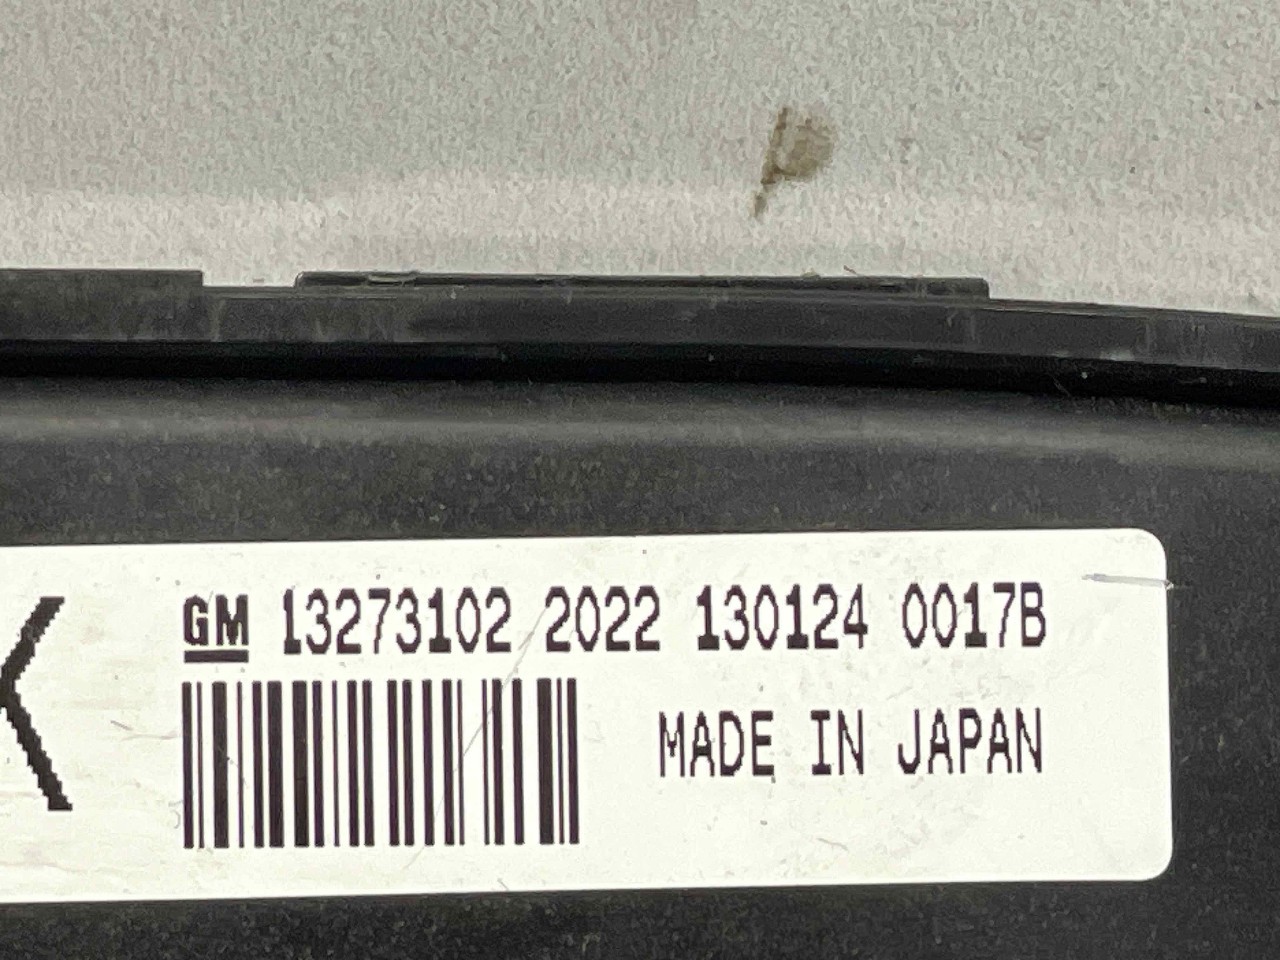 K
GM 13273102 2022 130124 0017B
MADE IN JAPAN